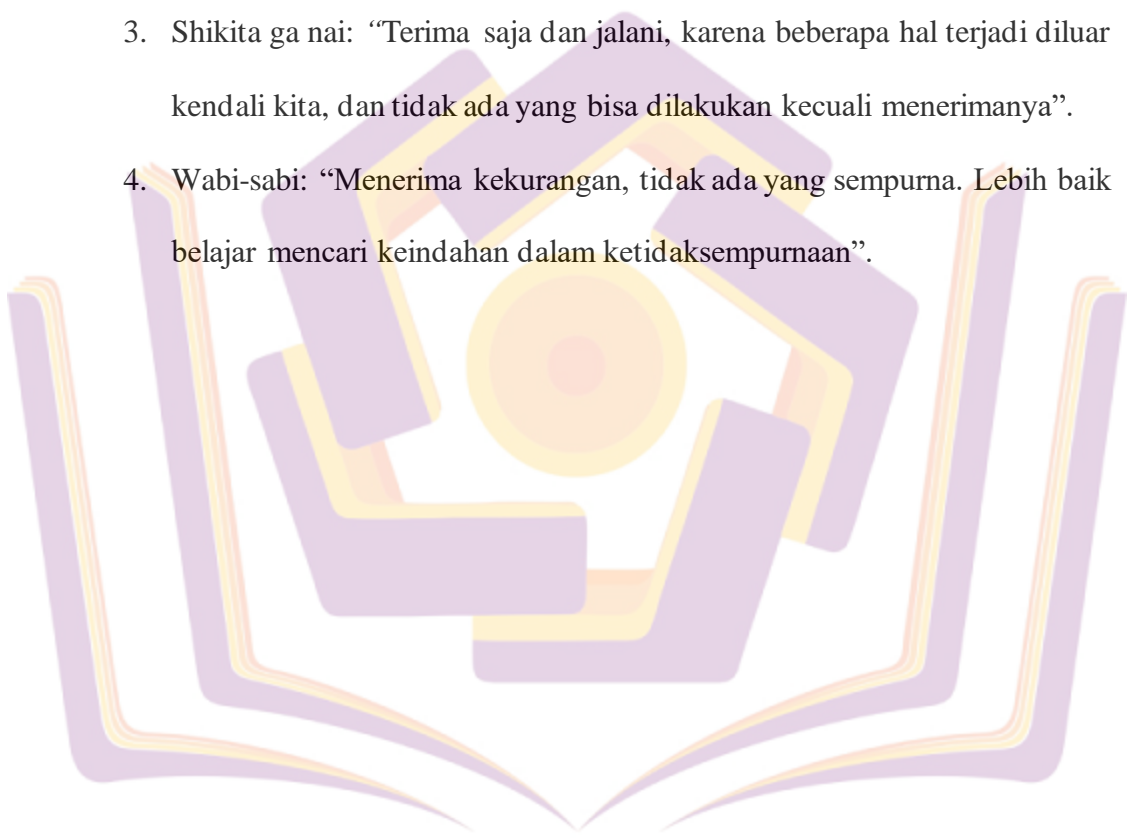 3. Shikita ga nai: “Terima saja dan jalani, karena beberapa hal terjadi diluar
kendali kita, dan tidak ada yang bisa dilakukan kecuali menerimanya”.
4. Wabi-sabi: “Menerima kekurangan, tidak ada yang sempurna. Lebih baik
belajar mencari keindahan dalam ketidaksempurnaan”.